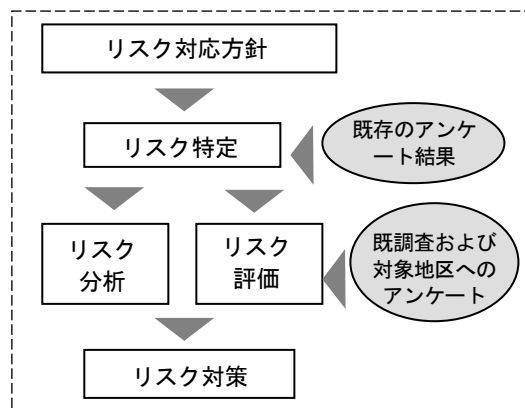 リスク対応方針
リスク特定
既存のアンケ
ート結果
リスク
分析
リスク
評価
既調査および
対象地区への
アンケート
リスク対策